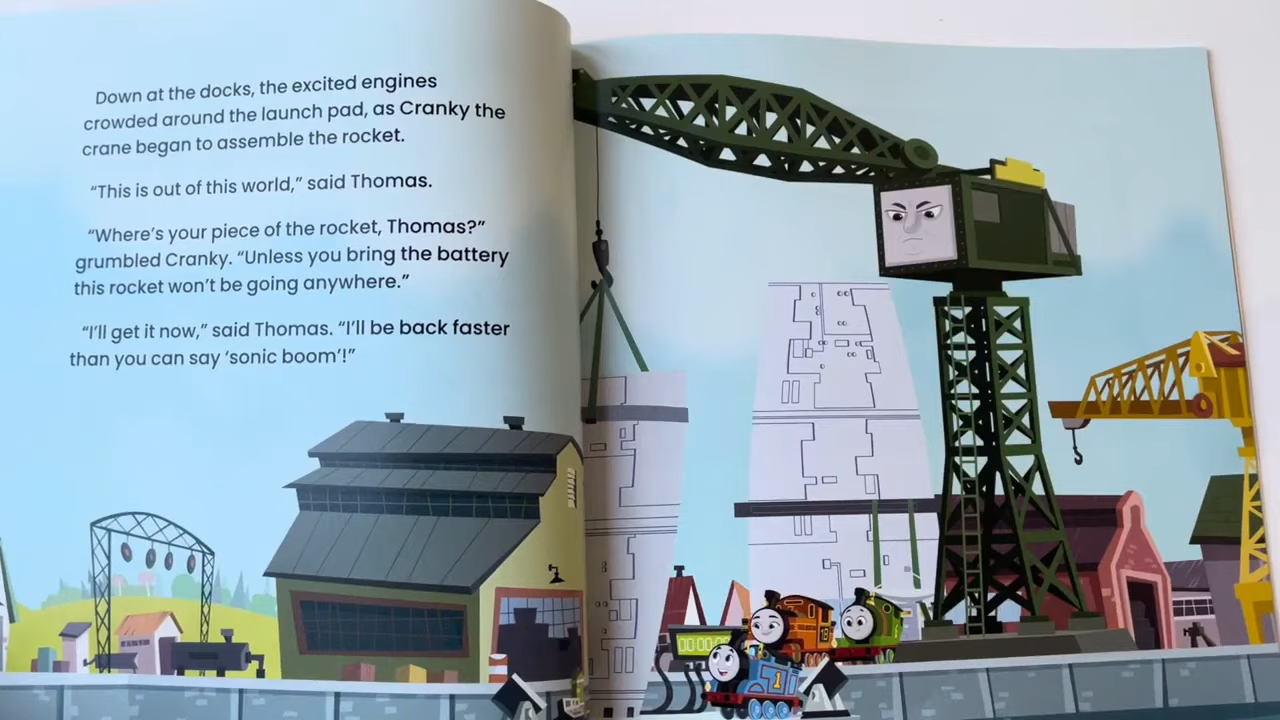 Down at the docks, the excited engines
crowded around the launch pad, as Cranky the
crane began to assemble the rocket.
“This is out of this world,” said Thomas.
“Where’s your piece of the rocket, Thomas?”
grumbled Cranky. “Unless you bring the battery
this rocket won’t be going anywhere.”
“I’ll get it now,” said Thomas. “I’ll be back faster
than you can say ‘sonic boom’!”
1